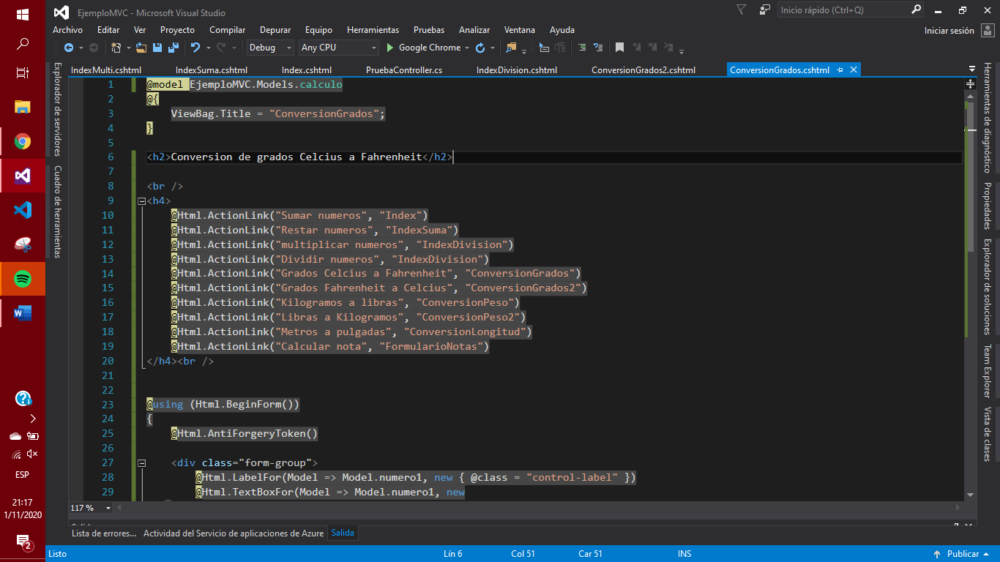 EjemploMVC - Microsoft Visual Studio
Inicio rápido (Ctrl+Q)
Archivo Editar Ver Proyecto Compilar Depurar Equipo Herramientas Pruebas Analizar Ventana Ayuda
Iniciar sesión
Debug Any CPU Google Chrome
IndexMulti.cshtml IndexSuma.cshtml Index.cshtml PruebaController.cs IndexDivision.cshtml ConversionGrados2.cshtml ConversionGrados.cshtml
Explorador de servidores
Cuadro de herramientas
1 @model EjemploMVC.Models.calculo
2 @{
3 ViewBag.Title = "ConversionGrados";
4 }
5
6 <h2>Conversion de grados Celcius a Fahrenheit</h2>
7
8 <br />
9 <h4>
10 @Html.ActionLink("Sumar numeros", "Index")
11 @Html.ActionLink("Restar numeros", "IndexSuma")
12 @Html.ActionLink("multiplicar numeros", "IndexDivision")
13 @Html.ActionLink("Dividir numeros", "IndexDivision")
14 @Html.ActionLink("Grados Celcius a Fahrenheit", "ConversionGrados")
15 @Html.ActionLink("Grados Fahrenheit a Celcius", "ConversionGrados2")
16 @Html.ActionLink("Kilogramos a libras", "ConversionPeso")
17 @Html.ActionLink("Libras a Kilogramos", "ConversionPeso2")
18 @Html.ActionLink("Metros a pulgadas", "ConversionLongitud")
19 @Html.ActionLink("Calcular nota", "FormularioNotas")
20 </h4><br />
21
22
23 @using (Html.BeginForm())
24 {
25 @Html.AntiForgeryToken()
26
27 <div class="form-group">
28 @Html.LabelFor(Model => Model.numero1, new { @class = "control-label" })
29 @Html.TextBoxFor(Model => Model.numero1, new
Herramientas de diagnóstico
Propiedades
Explorador de soluciones
Team Explorer
Vista de clases
117 %
Lista de errores... Actividad del Servicio de aplicaciones de Azure Salida
Listo Lín 6 Col 51 Car 51 INS Publicar
ESP
21:17
1/11/2020
2